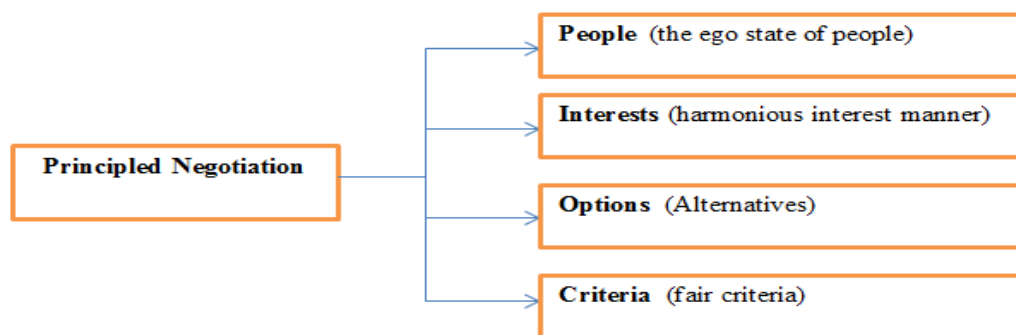 People (the ego state of people)
Interests (harmonious interest manner)
Principled Negotiation
Options (Alternatives)
Criteria (fair criteria)